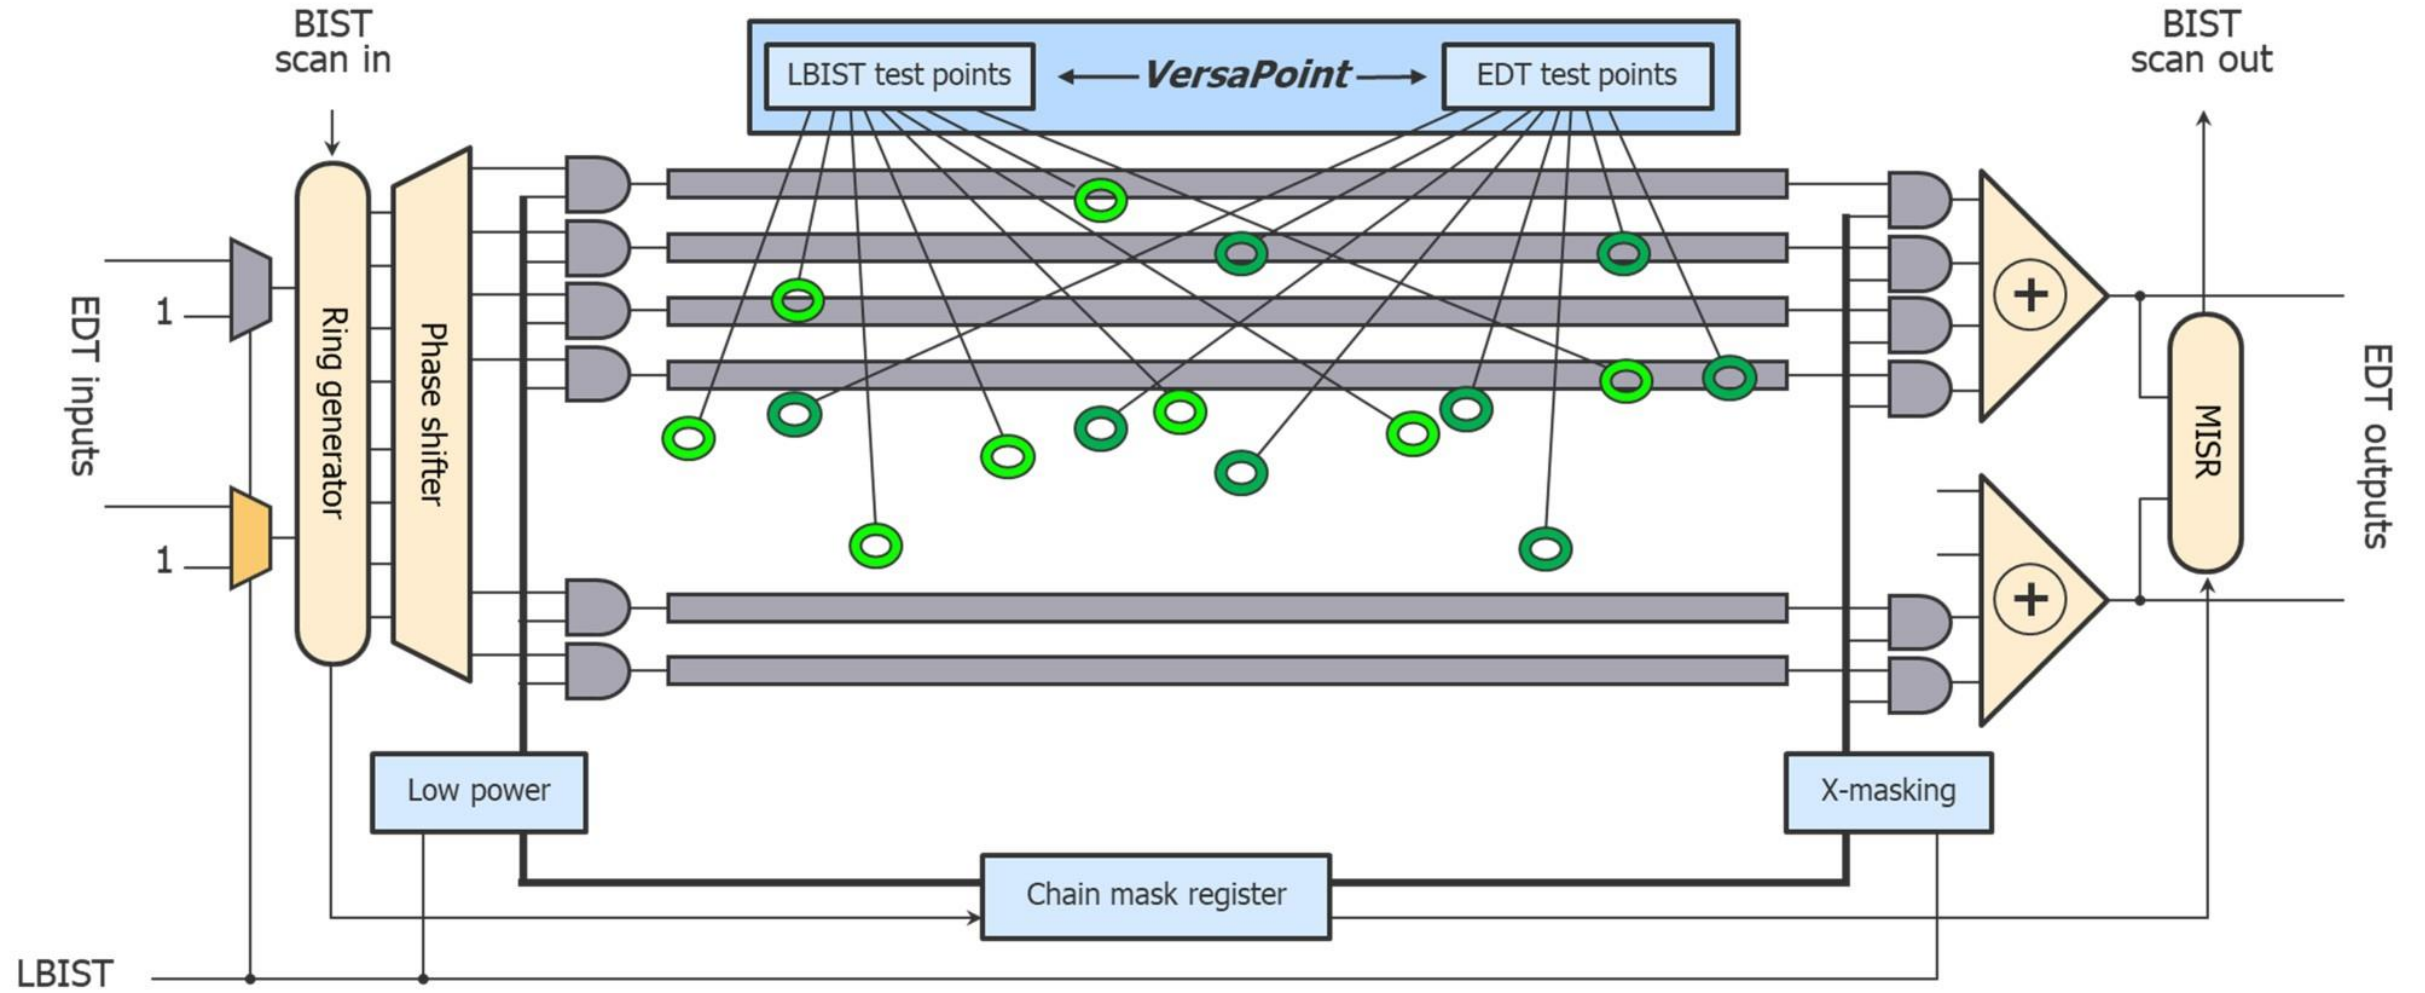 BIST
scan in
BIST
scan out
LBIST test points
VersaPoint
EDT test points
EDT inputs
1
1
Ring generator
Phase shifter
+
+
MISR
EDT outputs
Low power
X-masking
Chain mask register
LBIST